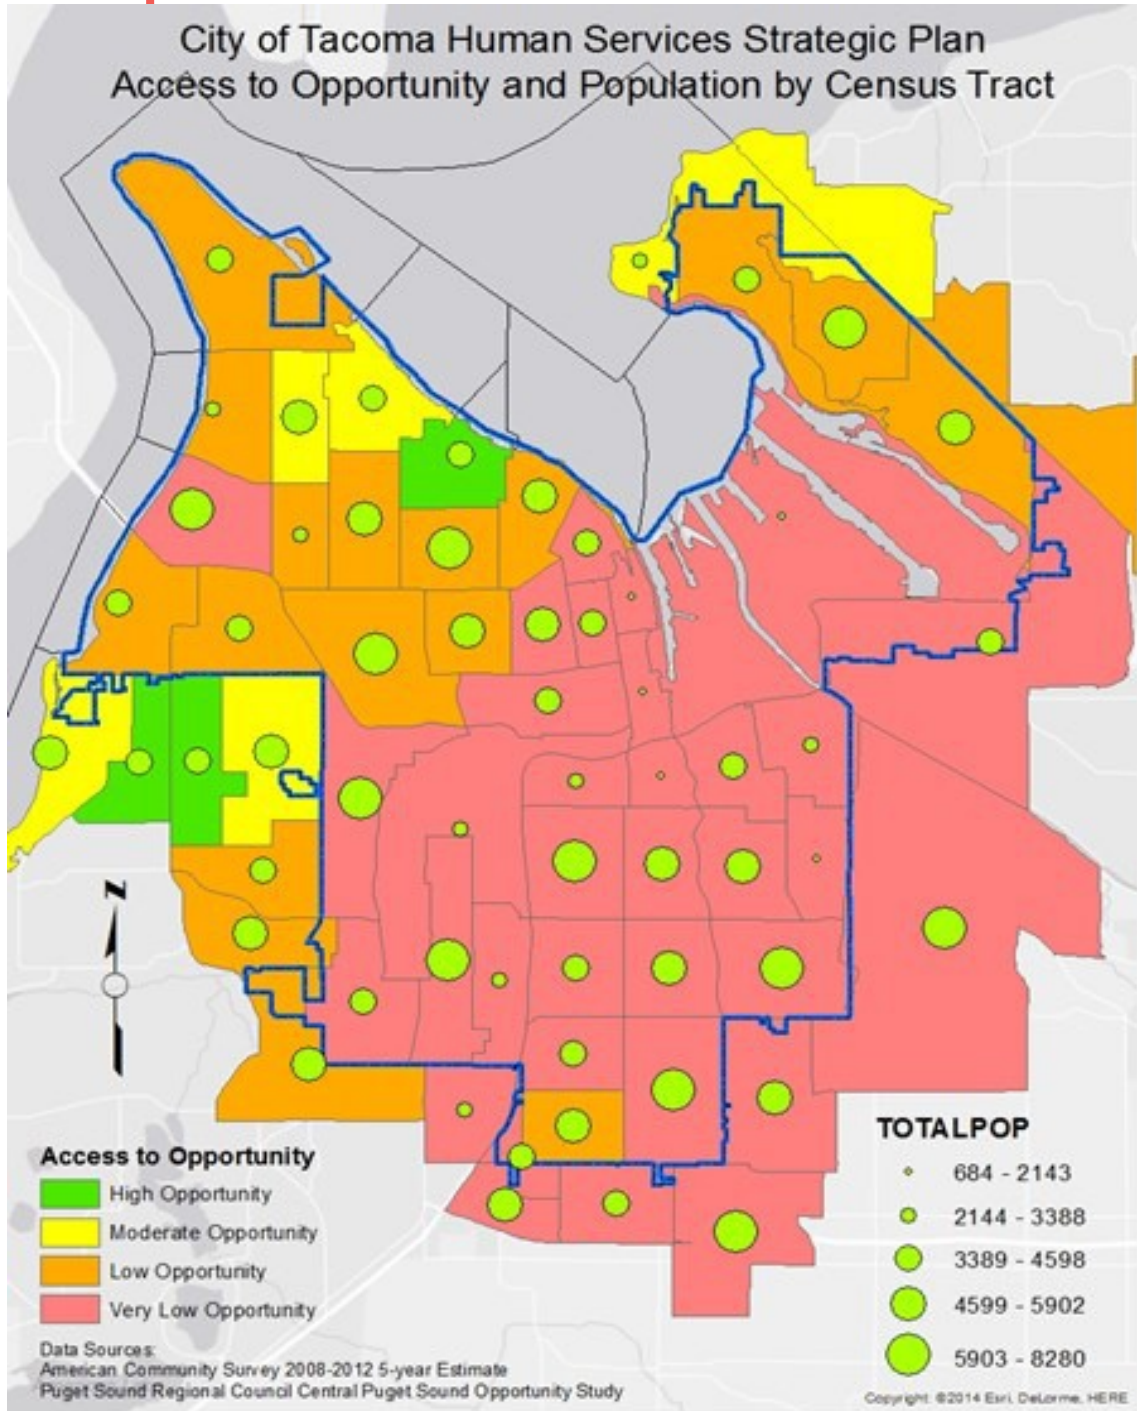 City of Tacoma Human Services Strategic Plan
Access to Opportunity and Population by Census Tract
N
Access to Opportunity
High Opportunity
Moderate Opportunity
Low Opportunity
Very Low Opportunity
Data Sources:
American Community Survey 2008-2012 5-year Estimate
Puget Sound Regional Council Central Puget Sound Opportunity Study
TOTALPOP
684 - 2143
2144 - 3388
3389 - 4598
4599 - 5902
5903 - 8280
Copyright: ©2014 Esri, DeLorme, HERE